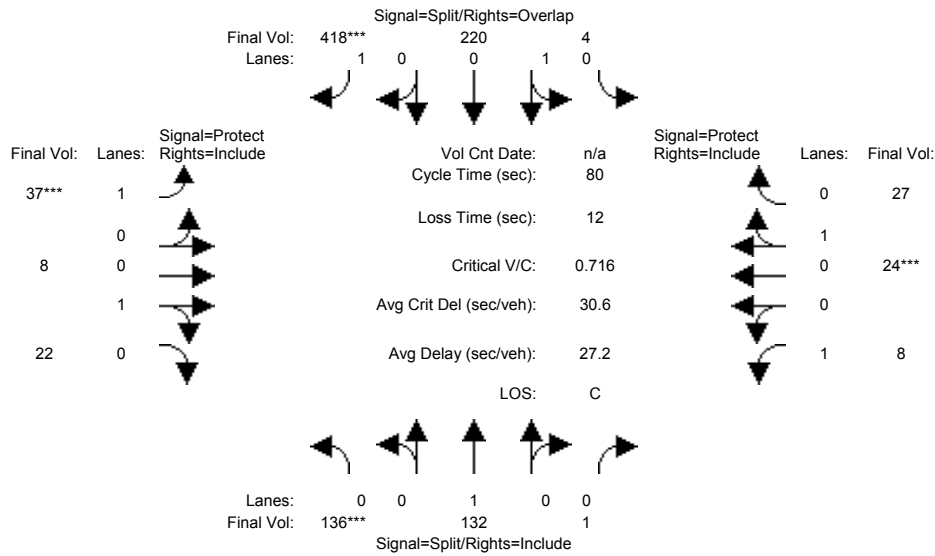 Signal=Split/Rights=Overlap
Final Vol: 418*** 220 4
Lanes: 1 0 0 1 0
Signal=Protect
Final Vol: Lanes: Rights=Include
Vol Cnt Date: n/a
Signal=Protect
Rights=Include Lanes: Final Vol:
Cycle Time (sec): 80
37*** 1
0 27
Loss Time (sec): 12
0
1
8 0
Critical V/C: 0.716
0 24***
1
Avg Crit Del (sec/veh): 30.6
0
22 0
Avg Delay (sec/veh): 27.2
1 8
LOS: C
Lanes: 0 0 1 0 0
Final Vol: 136*** 132 1
Signal=Split/Rights=Include